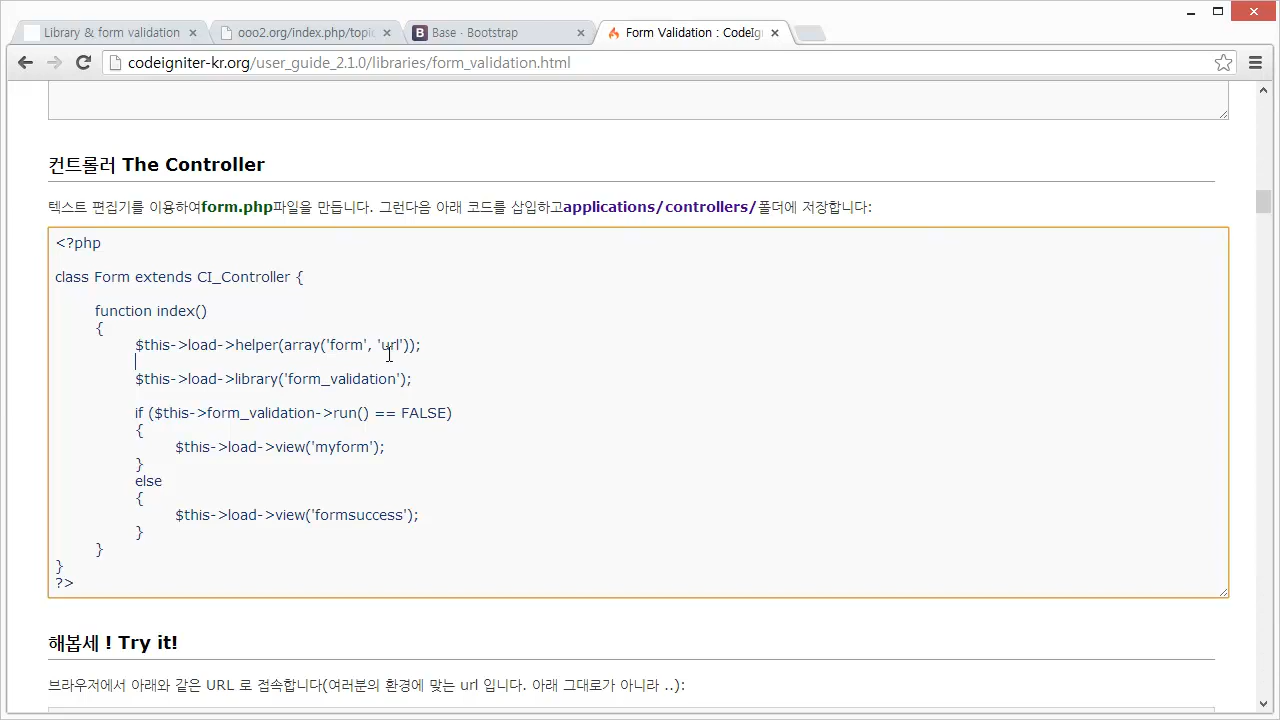 Library & form validation
ooo2.org/index.php/topic
Base · Bootstrap
Form Validation : CodeIg
codeigniter-kr.org/user_guide_2.1.0/libraries/form_validation.html
컨트롤러 The Controller
텍스트 편집기를 이용하여form.php파일을 만듭니다. 그런다음 아래 코드를 삽입하고applications/controllers/폴더에 저장합니다:
<?php
class Form extends CI_Controller {
function index()
{
$this->load->helper(array('form', 'url'));
$this->load->library('form_validation');
if ($this->form_validation->run() == FALSE)
{
$this->load->view('myform');
}
else
{
$this->load->view('formsuccess');
}
}
}
?>
해봅세 ! Try it!
브라우저에서 아래와 같은 URL 로 접속합니다(여러분의 환경에 맞는 url 입니다. 아래 그대로가 아니라 ..):